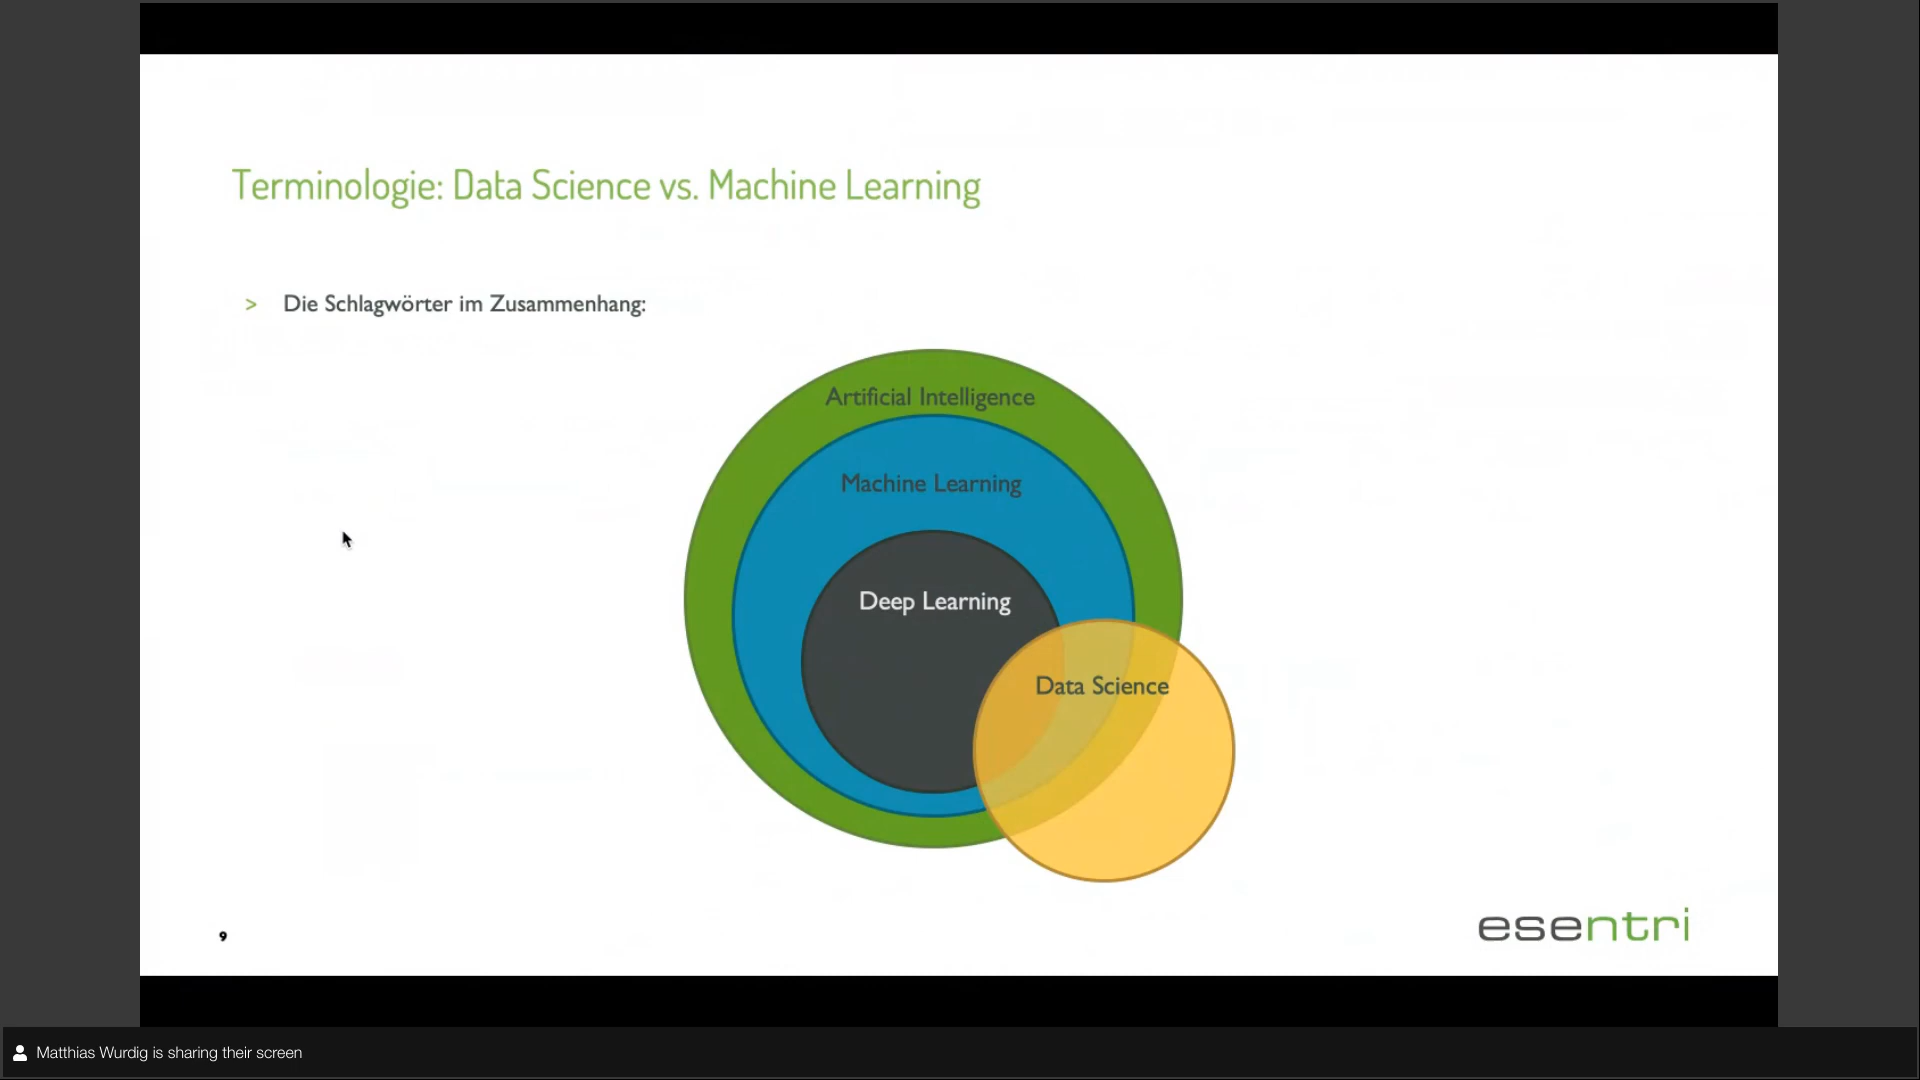 Terminologie: Data Science vs. Machine Learning
> Die Schlagwörter im Zusammenhang:
Artificial Intelligence
Machine Learning
Deep Learning
Data Science
9
esentri
Matthias Wurdig is sharing their screen